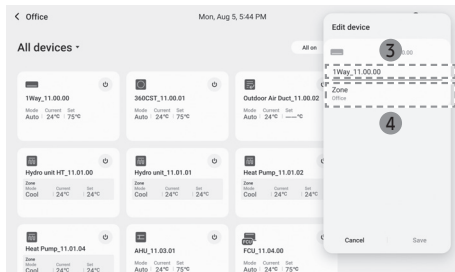 Office
Mon, Aug 5, 5:44 PM
All devices
All on
1Way_11.00.00
Mode Current Set
Auto 24°C 75°C
360CST_11.00.01
Mode Current Set
Auto 24°C 75°C
Outdoor Air Duct_11.00.02
Mode Current Set
Auto 24°C —— °C
Hydro unit HT_11.01.00
Zone
Mode Current Set
Cool 24°C 24°C
Hydro unit_11.01.01
Zone
Mode Current Set
Cool 24°C 24°C
Heat Pump_11.01.02
Zone
Mode Current Set
Cool 24°C 24°C
Heat Pump_11.01.04
Zone
Mode Current Set
Cool 24°C 24°C
AHU_11.03.01
Mode Current Set
Auto 24°C 75°C
FCU
FCU_11.04.00
Mode Current Set
Auto 24°C 75°C
Edit device
3
1Way_11.00.00
Zone
Office
4
Cancel
Save